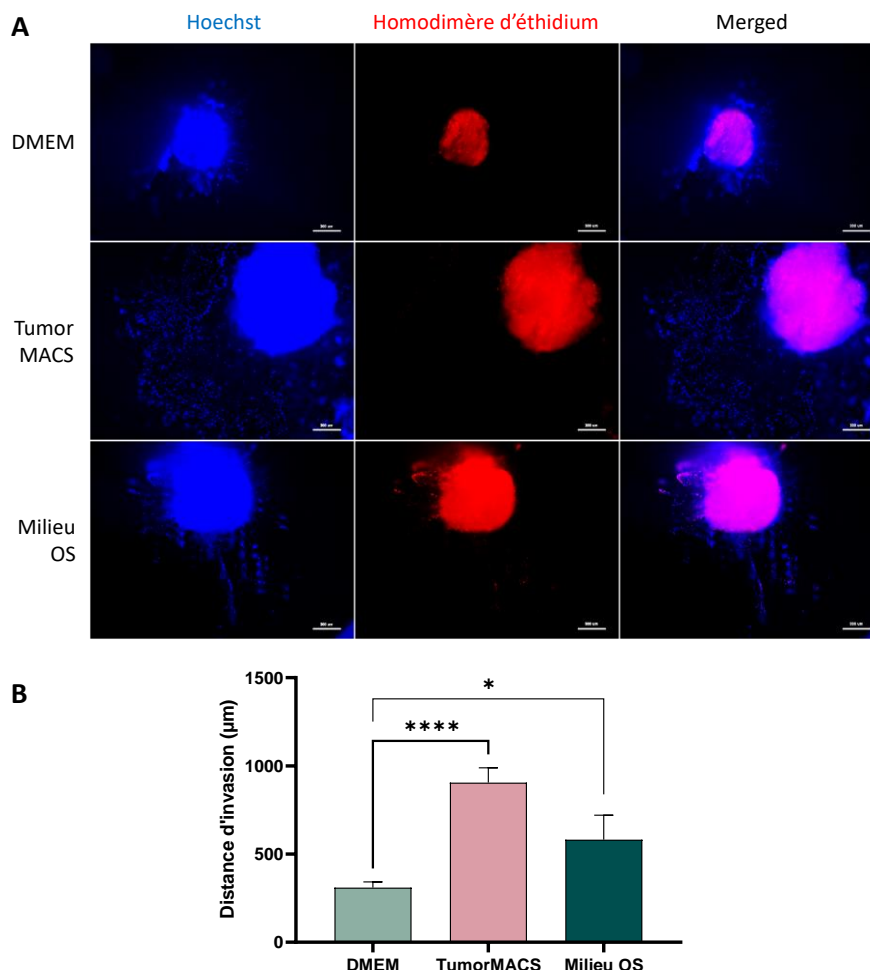 A
Hoechst
Homodimère d'éthidium
Merged
DMEM
Tumor
MACS
Milieu
OS
B
Distance d'invasion (µm)
1500
1000
500
0
*
****
DMEM
TumorMACS
Milieu OS